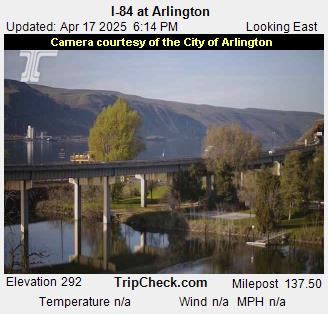 I-84 at Arlington
Updated: Apr 17 2025 6:14 PM Looking East
Camera courtesy of the City of Arlington
Elevation 292 TripCheck.com Milepost 137.50
Temperature n/a Wind n/a MPH n/a